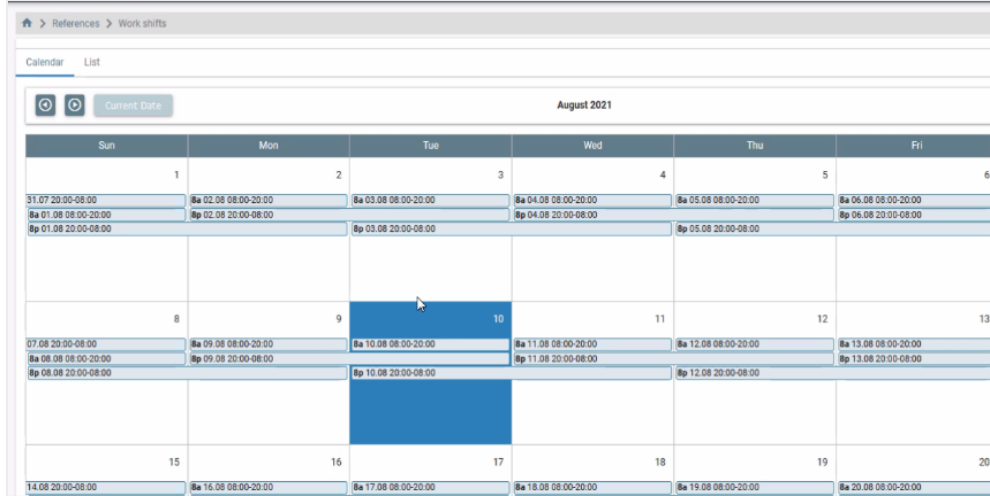 References > Work shifts
Calendar List
Current Date August 2021
Sun Mon Tue Wed Thu Fri
1 2 3 4 5 6
31.07 20:00-08:00 8a 02.08 08:00-20:00 8a 03.08 08:00-20:00 8a 04.08 08:00-20:00 8a 05.08 08:00-20:00 8a 06.08 08:00-20:00
8a 01.08 08:00-20:00 8p 02.08 20:00-08:00 8p 04.08 20:00-08:00 8p 06.08 20:00-08:00
8p 01.08 20:00-08:00 8p 03.08 20:00-08:00 8p 05.08 20:00-08:00
8 9 10 11 12 13
07.08 20:00-08:00 8a 09.08 08:00-20:00 8a 10.08 08:00-20:00 8a 11.08 08:00-20:00 8a 12.08 08:00-20:00 8a 13.08 08:00-20:00
8a 08.08 08:00-20:00 8p 09.08 20:00-08:00 8p 11.08 20:00-08:00 8p 13.08 20:00-08:00
8p 08.08 20:00-08:00 8p 10.08 20:00-08:00 8p 12.08 20:00-08:00
15 16 17 18 19 20
14.08 20:00-08:00 8a 16.08 08:00-20:00 8a 17.08 08:00-20:00 8a 18.08 08:00-20:00 8a 19.08 08:00-20:00 8a 20.08 08:00-20:00